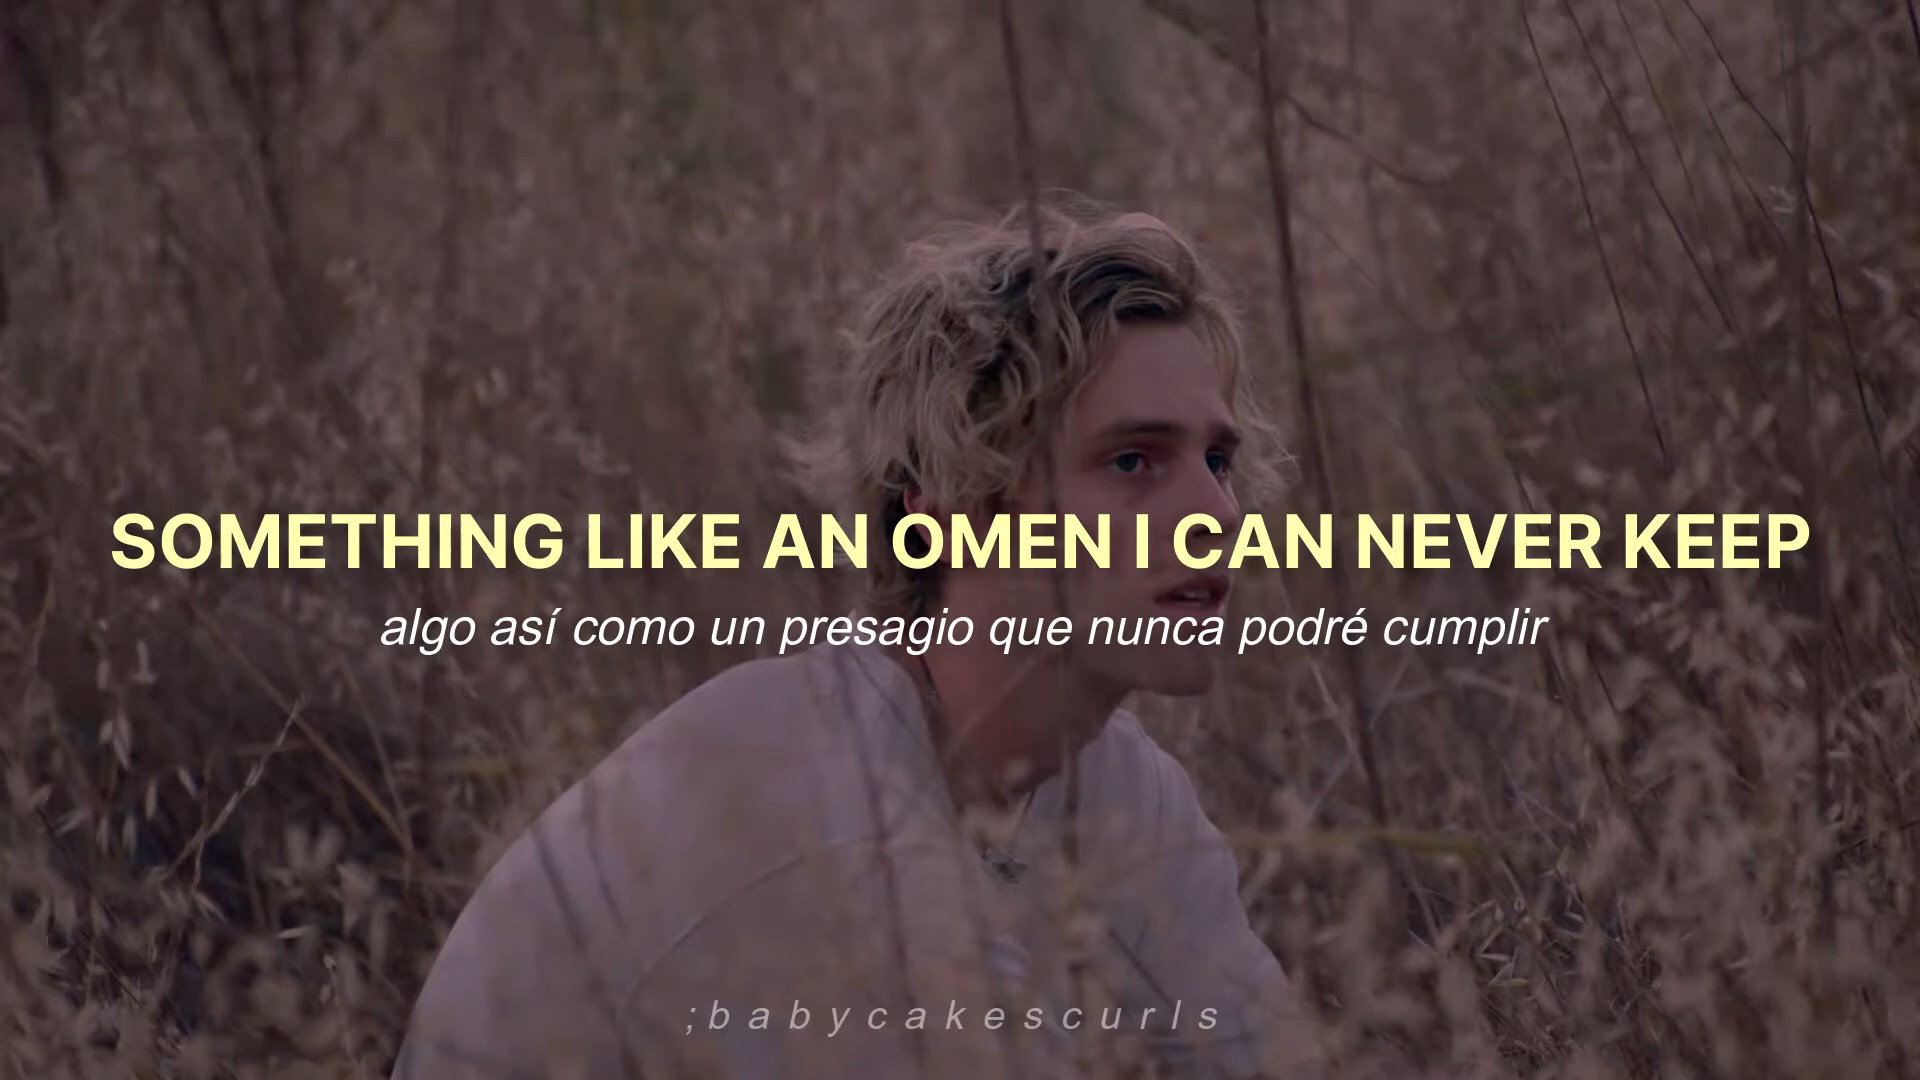 SOMETHING LIKE AN OMEN I CAN NEVER KEEP
algo así como un presagio que nunca podré cumplir
;babycakescurls